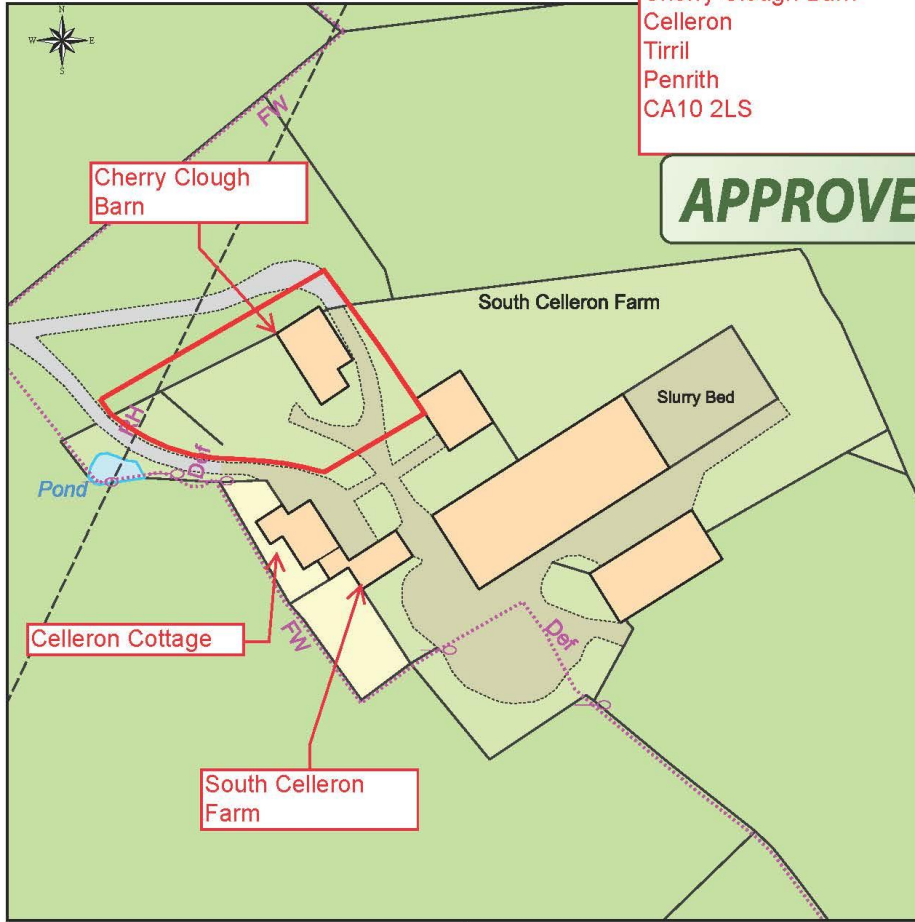 N
W
E
S
Celleron
Tirril
Penrith
CA10 2LS
APPROVE
FW
Cherry Clough
Barn
South Celleron Farm
Slurry Bed
RH
Def
Pond
Celleron Cottage
FW
Def
South Celleron
Farm